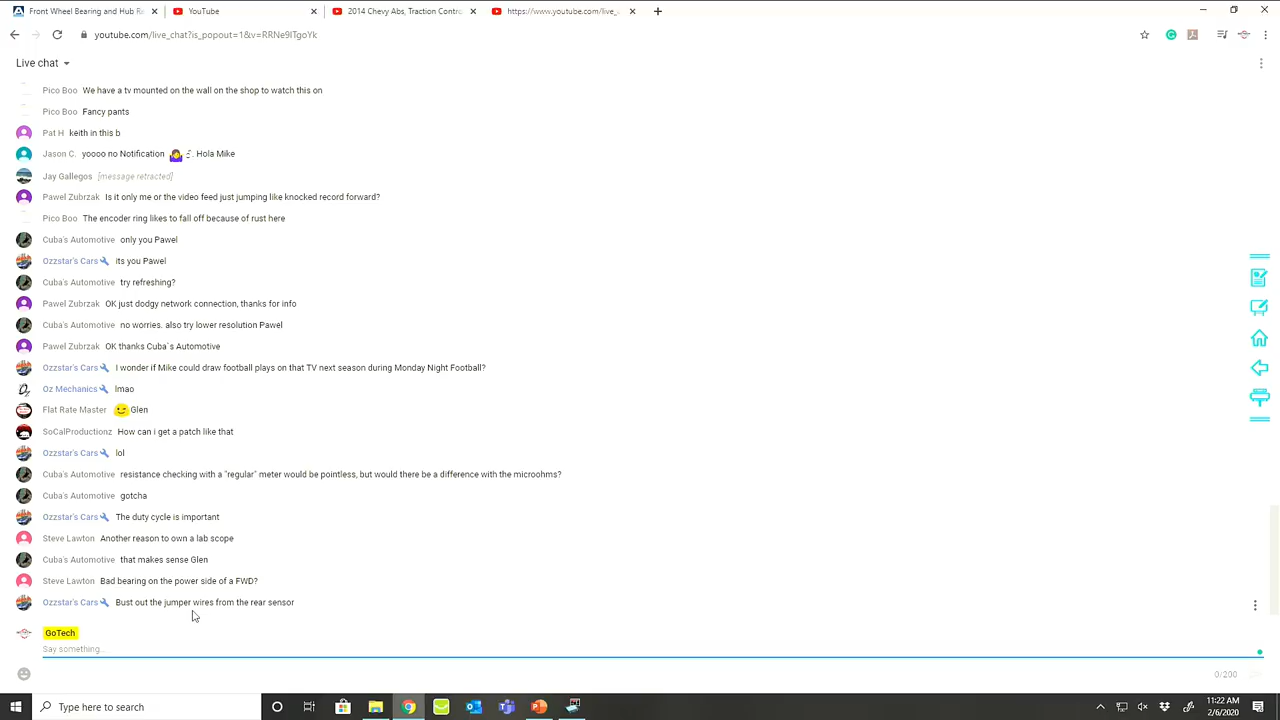 Front Wheel Bearing and Hub Re
YouTube
2014 Chevy Abs, Traction Contro
https://www.youtube.com/live_
youtube.com/live_chat?is_popout=1&v=RRNe9ITgoYk
Live chat
Pico Boo We have a tv mounted on the wall on the shop to watch this on
Pico Boo Fancy pants
Pat H keith in this b
Jason C. yoooo no Notification 🤷 . Hola Mike
Jay Gallegos [message retracted]
Pawel Zubrzak Is it only me or the video feed just jumping like knocked record forward?
Pico Boo The encoder ring likes to fall off because of rust here
Cuba's Automotive only you Pawel
Ozzstar's Cars its you Pawel
Cuba's Automotive try refreshing?
Pawel Zubrzak OK just dodgy network connection, thanks for info
Cuba's Automotive no worries. also try lower resolution Pawel
Pawel Zubrzak OK thanks Cuba`s Automotive
Ozzstar's Cars I wonder if Mike could draw football plays on that TV next season during Monday Night Football?
Oz Mechanics lmao
Flat Rate Master 😉 Glen
SoCalProductionz How can i get a patch like that
Ozzstar's Cars lol
Cuba's Automotive resistance checking with a "regular" meter would be pointless, but would there be a difference with the microohms?
Cuba's Automotive gotcha
Ozzstar's Cars The duty cycle is important
Steve Lawton Another reason to own a lab scope
Cuba's Automotive that makes sense Glen
Steve Lawton Bad bearing on the power side of a FWD?
Ozzstar's Cars Bust out the jumper wires from the rear sensor
GoTech
Say something...
0/200
Type here to search
11:22 AM
2/6/2020